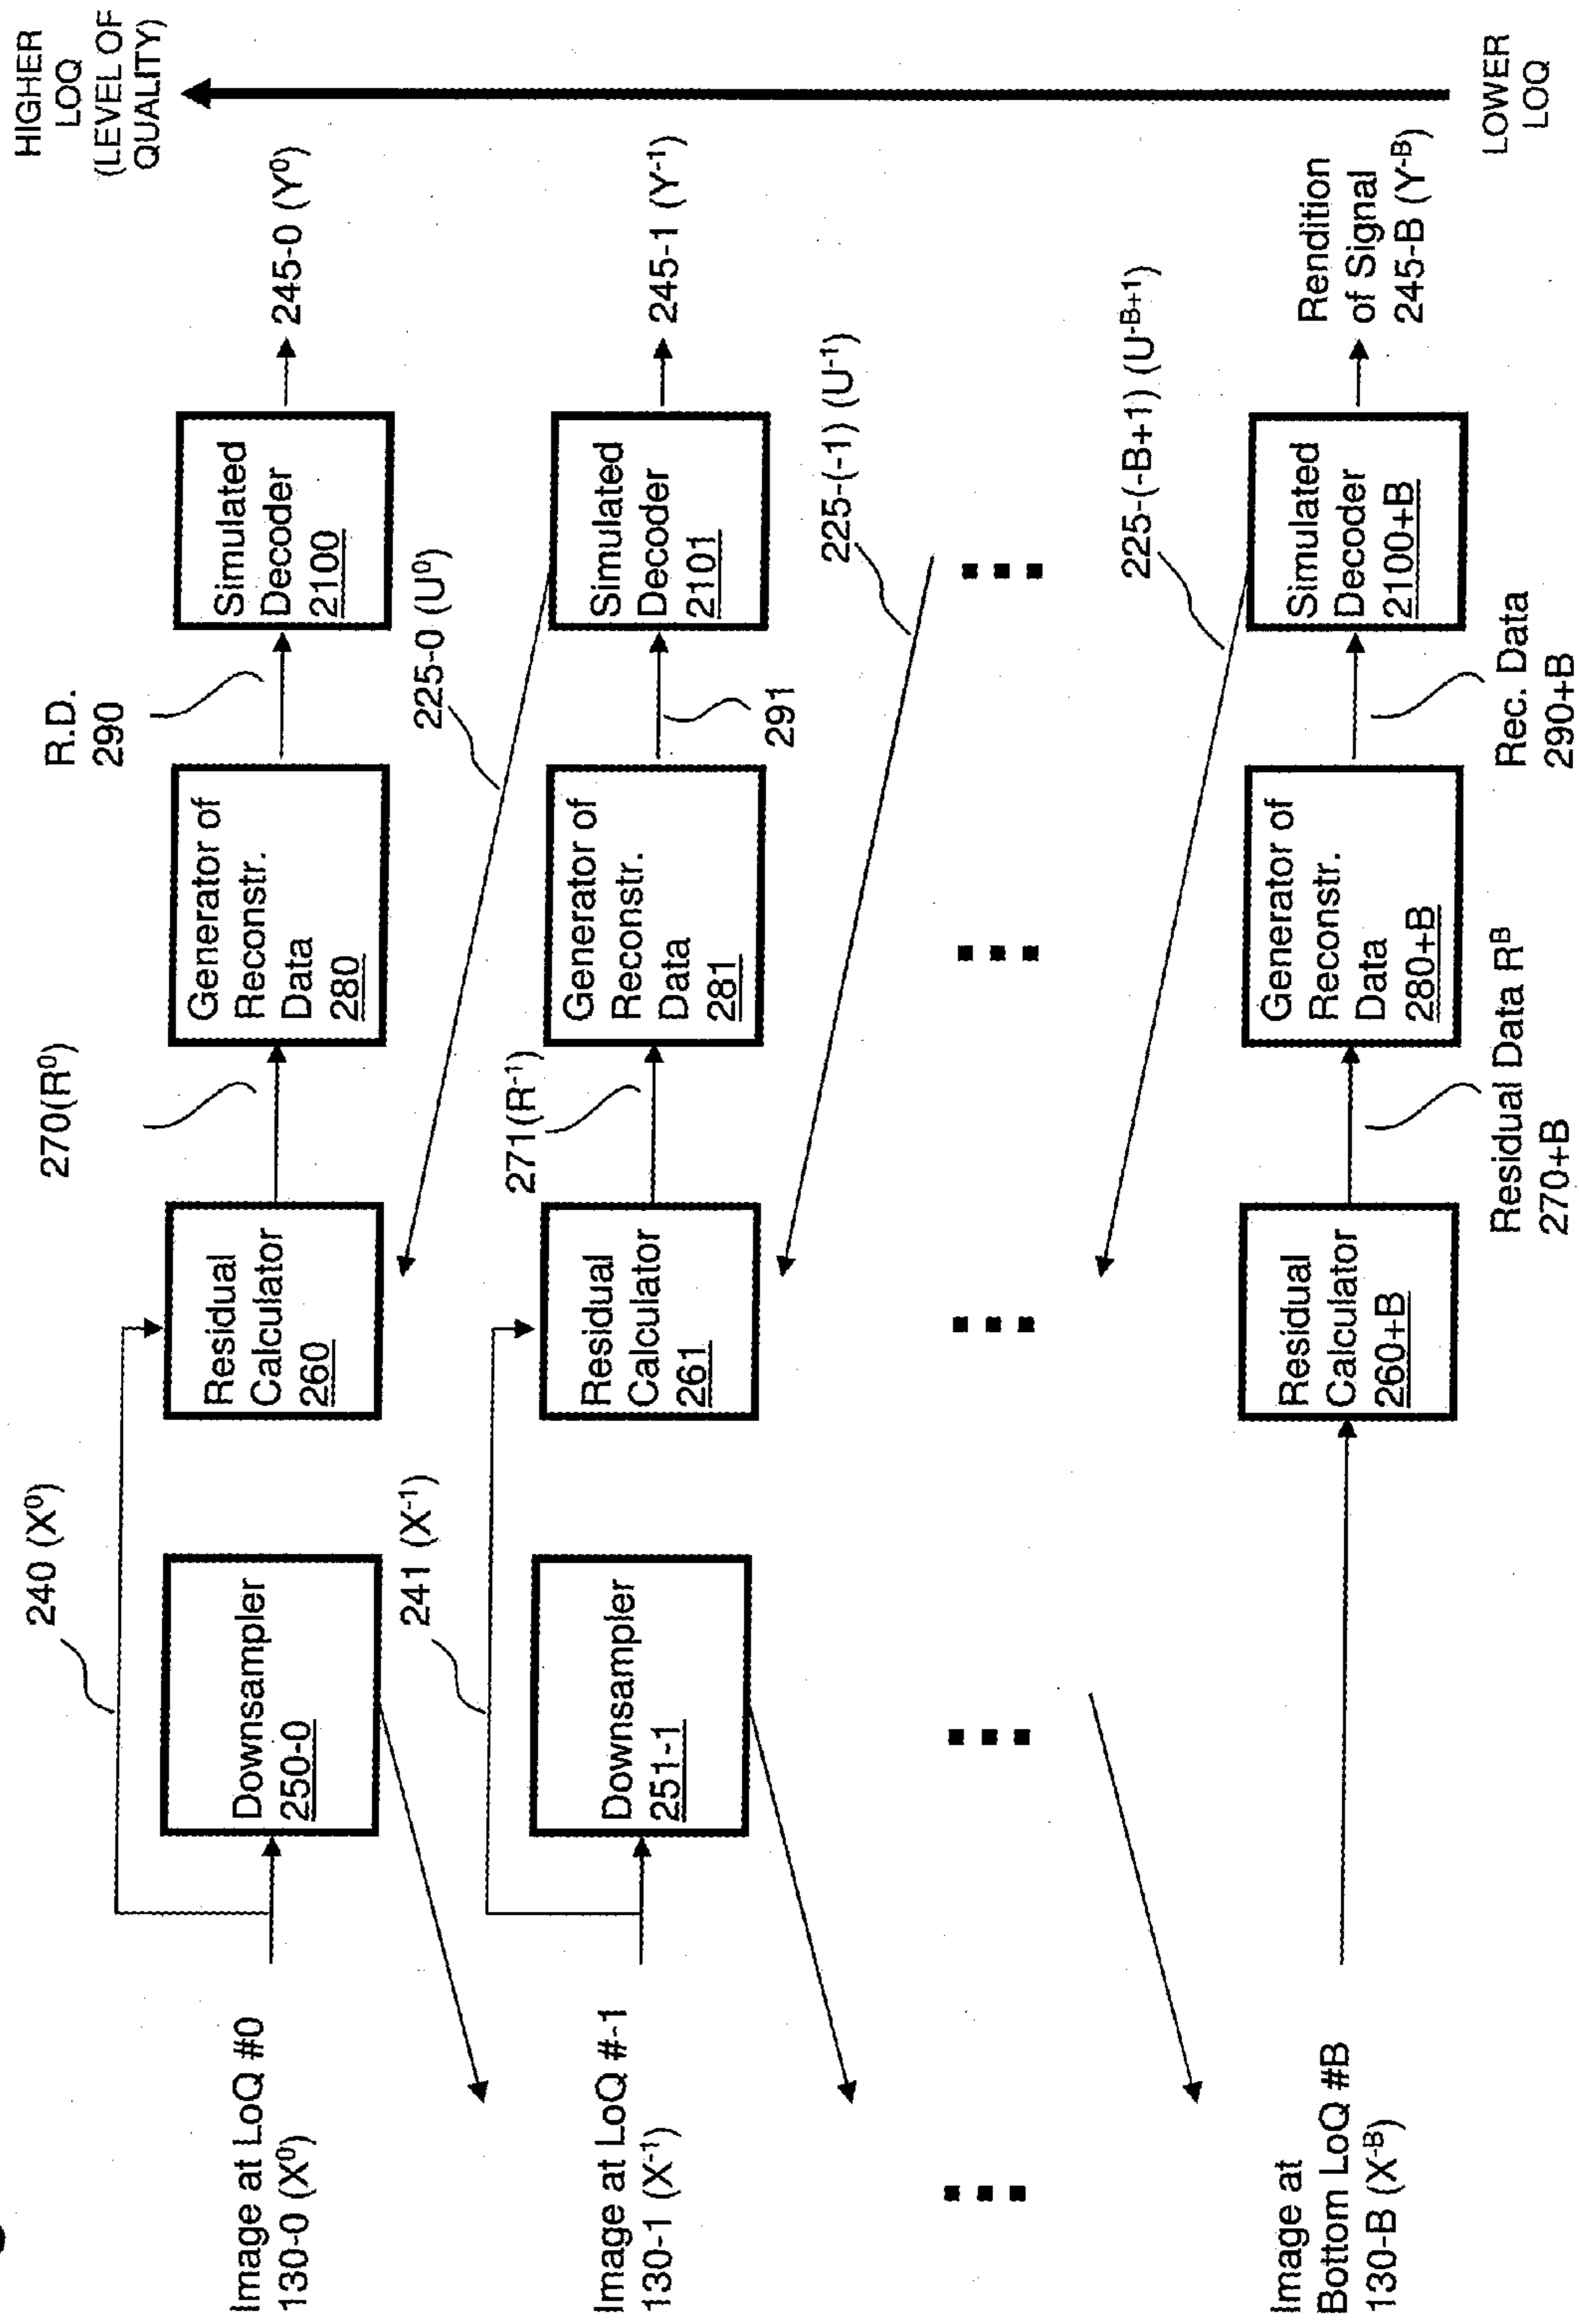 HIGHER
LOQ
(LEVEL OF
QUALITY)
240 (X⁰)
270(R⁰)
R.D.
290
Image at LoQ #0
130-0 (X⁰)
Downsampler
250-0
Residual
Calculator
260
Generator of
Reconstr.
Data
280
Simulated
Decoder
2100
245-0 (Y⁰)
241 (X⁻¹)
271(R⁻¹)
225-0 (U⁰)
Image at LoQ #-1
130-1 (X⁻¹)
Downsampler
251-1
Residual
Calculator
261
Generator of
Reconstr.
Data
281
291
Simulated
Decoder
2101
245-1 (Y⁻¹)
225-(-1) (U⁻¹)
225-(-B+1) (U⁻ᴮ⁺¹)
Image at
Bottom LoQ #B
130-B (X⁻ᴮ)
Residual
Calculator
260+B
Residual Data Rᴮ
270+B
Generator of
Reconstr.
Data
280+B
Rec. Data
290+B
Simulated
Decoder
2100+B
Rendition
of Signal
245-B (Y⁻ᴮ)
LOWER
LOQ